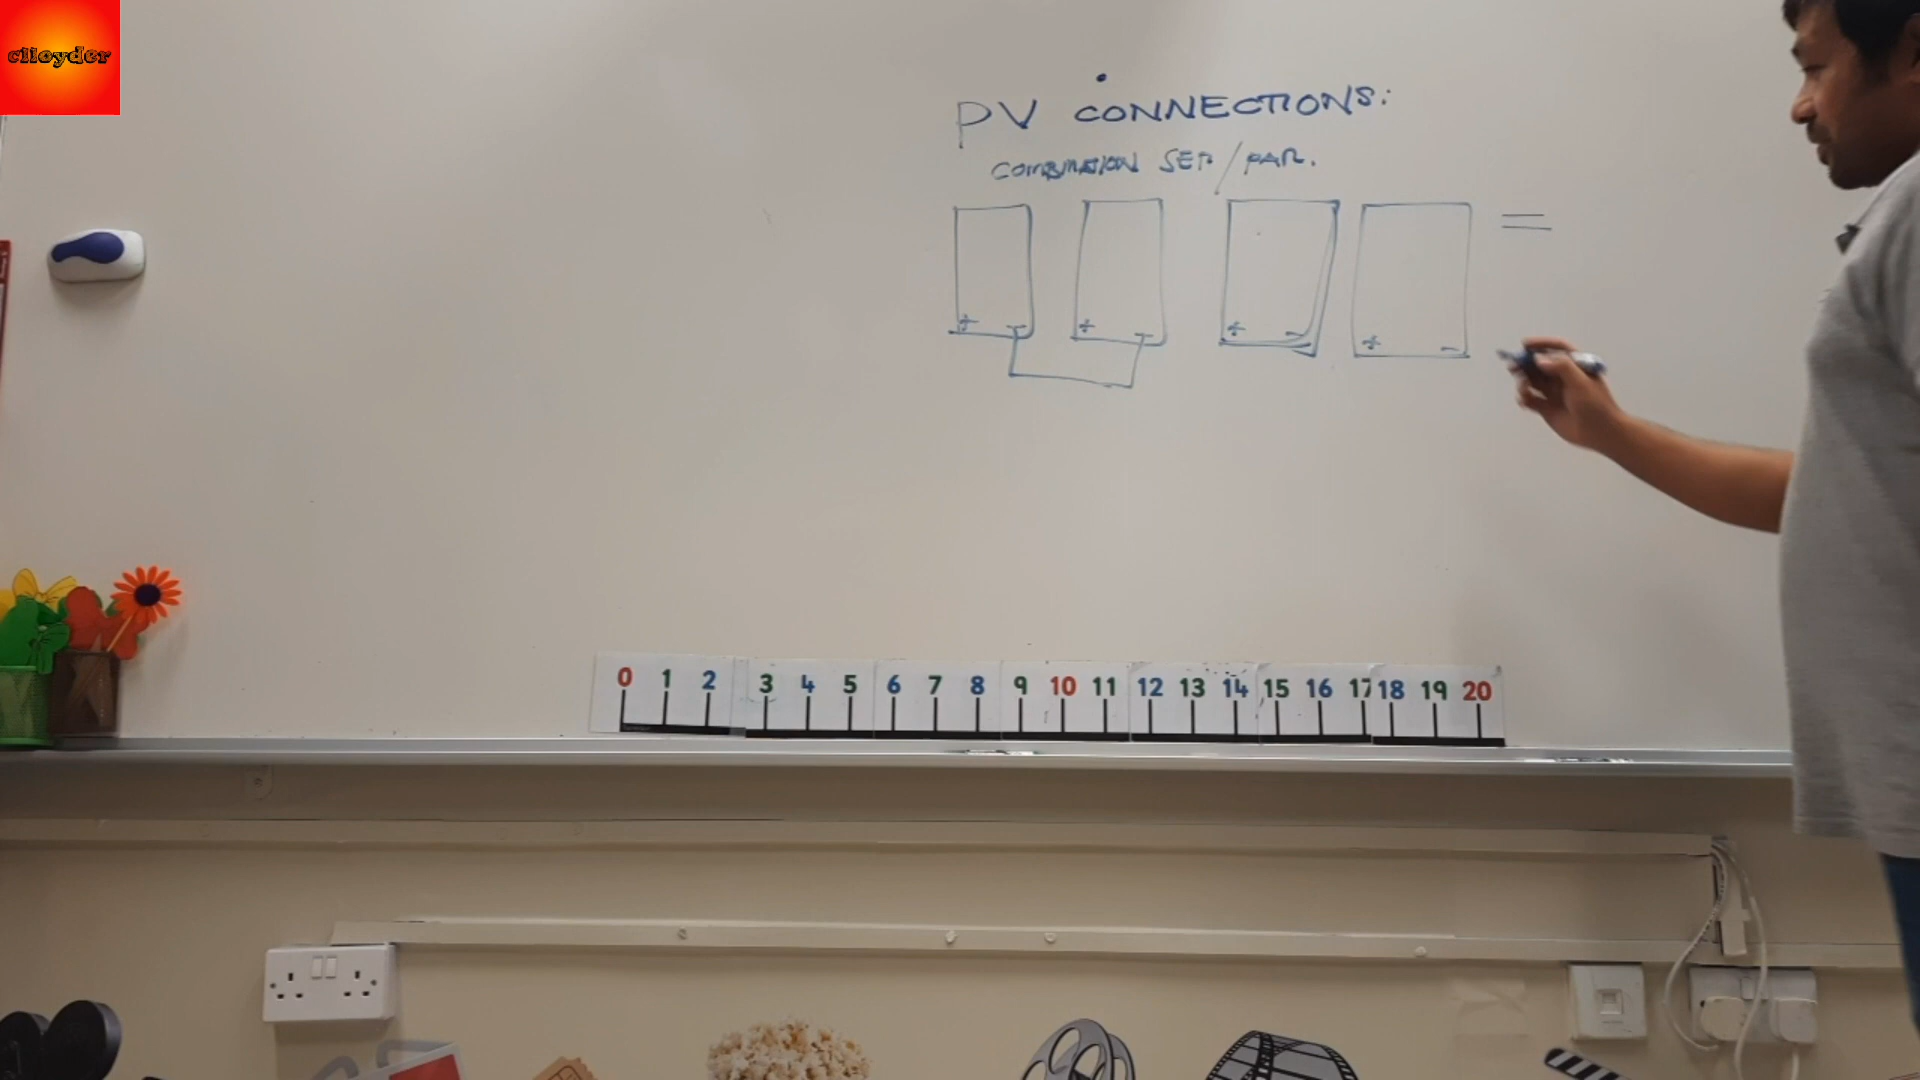 ciloyder
PV CONNECTIONS:
COMBINATION SER/PAR.
=
+ - + - + - + -
0 1 2 3 4 5 6 7 8 9 10 11 12 13 14 15 16 17 18 19 20